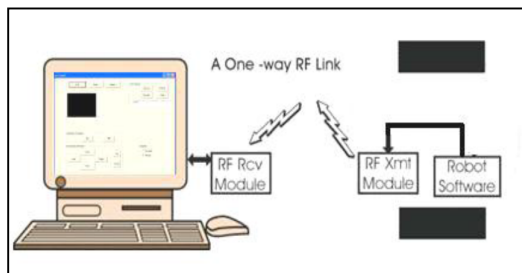 A One -way RF Link
RF Rcv
Module
RF Xmt
Module
Robot
Software